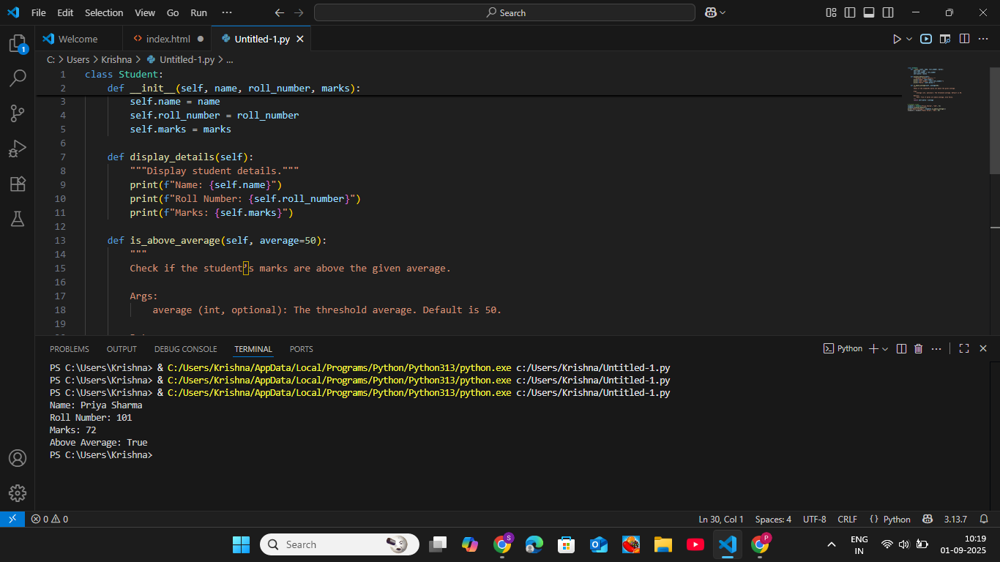 File Edit Selection View Go Run ··· Search
Welcome index.html Untitled-1.py
C: > Users > Krishna > Untitled-1.py > ...
1 class Student:
2 def __init__(self, name, roll_number, marks):
3 self.name = name
4 self.roll_number = roll_number
5 self.marks = marks
6
7 def display_details(self):
8 """Display student details."""
9 print(f"Name: {self.name}")
10 print(f"Roll Number: {self.roll_number}")
11 print(f"Marks: {self.marks}")
12
13 def is_above_average(self, average=50):
14 """
15 Check if the student’s marks are above the given average.
16
17 Args:
18 average (int, optional): The threshold average. Default is 50.
19
PROBLEMS OUTPUT DEBUG CONSOLE TERMINAL PORTS Python
PS C:\Users\Krishna> & C:/Users/Krishna/AppData/Local/Programs/Python/Python313/python.exe c:/Users/Krishna/Untitled-1.py
PS C:\Users\Krishna> & C:/Users/Krishna/AppData/Local/Programs/Python/Python313/python.exe c:/Users/Krishna/Untitled-1.py
PS C:\Users\Krishna> & C:/Users/Krishna/AppData/Local/Programs/Python/Python313/python.exe c:/Users/Krishna/Untitled-1.py
Name: Priya Sharma
Roll Number: 101
Marks: 72
Above Average: True
PS C:\Users\Krishna>
1
0 0 Ln 30, Col 1 Spaces: 4 UTF-8 CRLF {} Python 3.13.7
Search S P ENG 10:19
IN 01-09-2025